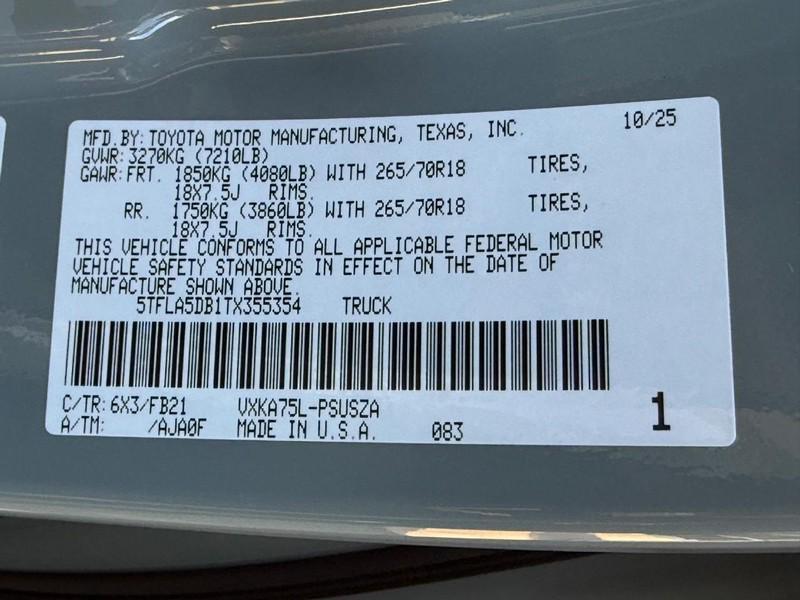 MFD.BY: TOYOTA MOTOR MANUFACTURING, TEXAS, INC. 10/25
GVWR: 3270KG (7210LB)
GAWR: FRT. 1850KG (4080LB) WITH 265/70R18 TIRES,
18X7.5J RIMS.
RR. 1750KG (3860LB) WITH 265/70R18 TIRES,
18X7.5J RIMS.
THIS VEHICLE CONFORMS TO ALL APPLICABLE FEDERAL MOTOR
VEHICLE SAFETY STANDARDS IN EFFECT ON THE DATE OF
MANUFACTURE SHOWN ABOVE.
5TFLA5DB1TX355354 TRUCK
C/TR: 6X3/FB21 VXKA75L-PSUSZA 1
A/TM: /AJA0F MADE IN U.S.A. 083